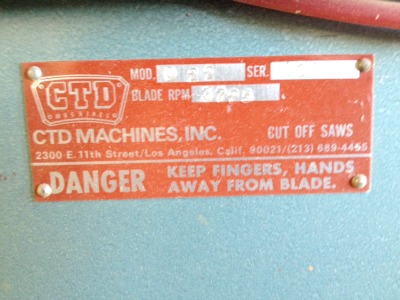 MOD. SER.
CTD
MACHINES
BLADE RPM
CTD MACHINES, INC. CUT OFF SAWS
2300 E. 11th Street/Los Angeles, Calif. 90021/(213) 689-4455
DANGER KEEP FINGERS, HANDS
AWAY FROM BLADE.